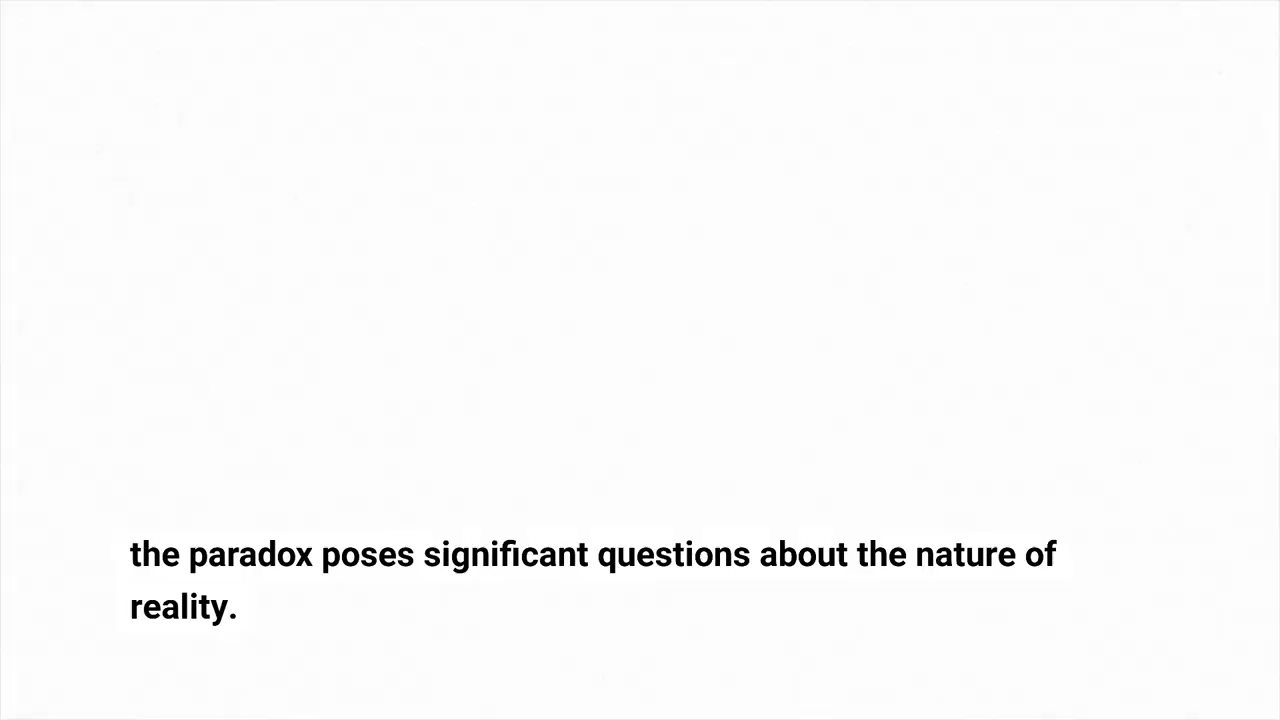 the paradox poses significant questions about the nature of
reality.